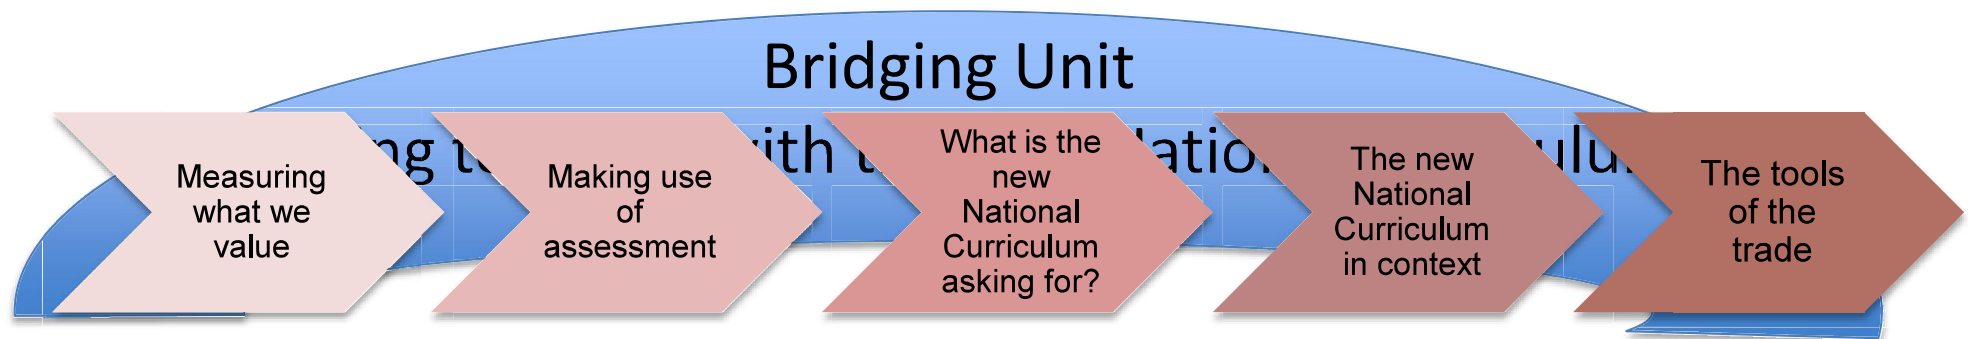 Bridging Unit
with
Measuring
what we
value
Making use
of
assessment
What is the
new
National
Curriculum
asking for?
The new
National
Curriculum
in context
The tools
of the
trade